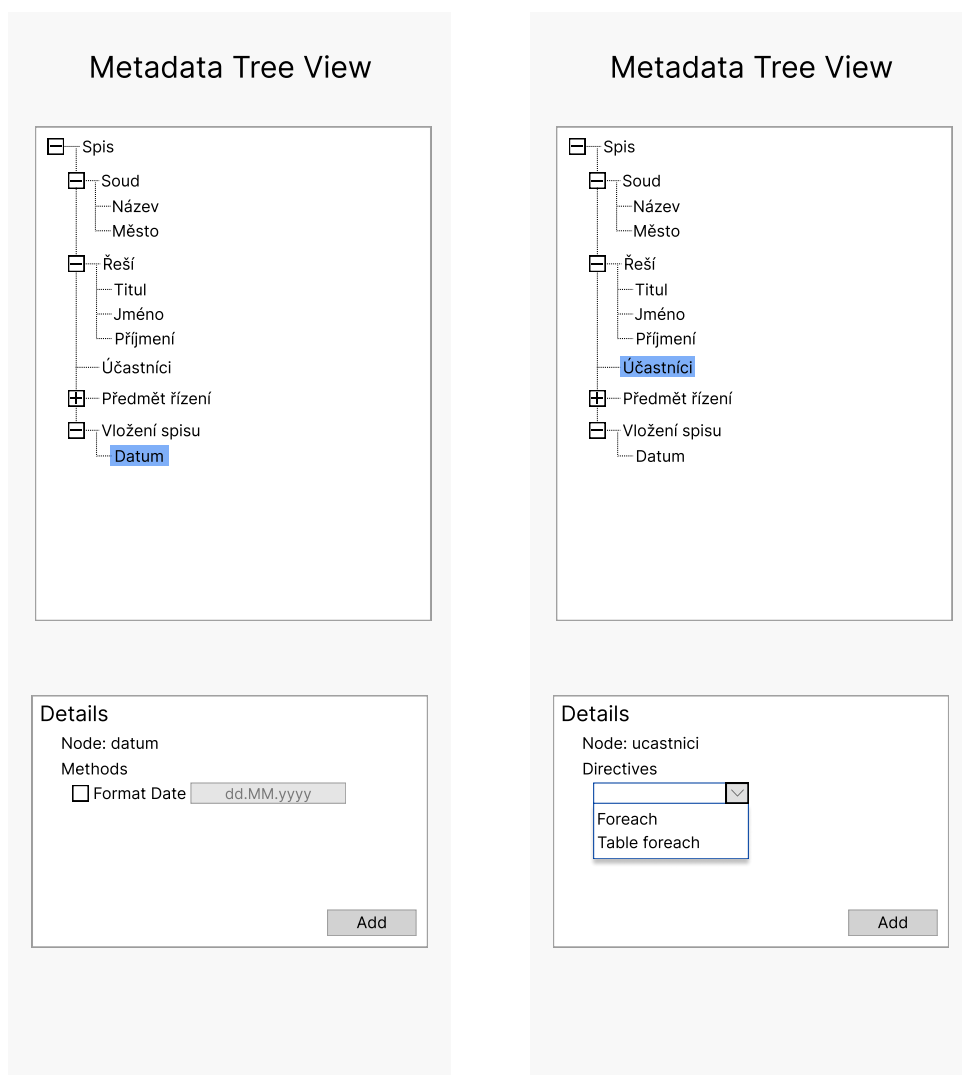 Metadata Tree View
Spis
Soud
Název
Město
Řeší
Titul
Jméno
Příjmení
Účastníci
Předmět řízení
Vložení spisu
Datum
Details
Node: datum
Methods
Format Date dd.MM.yyyy
Add
Metadata Tree View
Spis
Soud
Název
Město
Řeší
Titul
Jméno
Příjmení
Účastníci
Předmět řízení
Vložení spisu
Datum
Details
Node: ucastnici
Directives
Foreach
Table foreach
Add